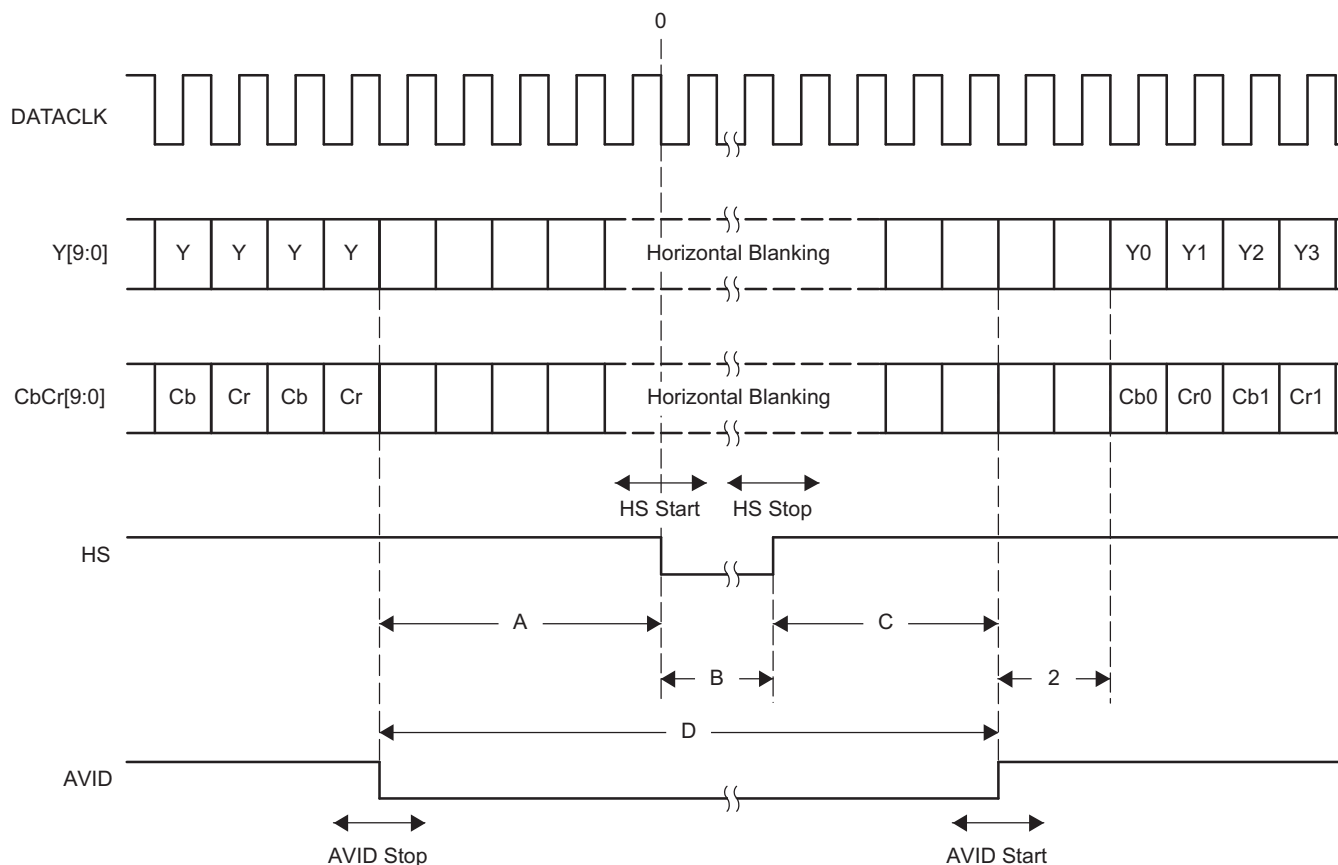 0
DATACLK
Y[9:0] Y Y Y Y Horizontal Blanking Y0 Y1 Y2 Y3
CbCr[9:0] Cb Cr Cb Cr Horizontal Blanking Cb0 Cr0 Cb1 Cr1
HS Start HS Stop
HS
A C
B 2
D
AVID
AVID Stop AVID Start